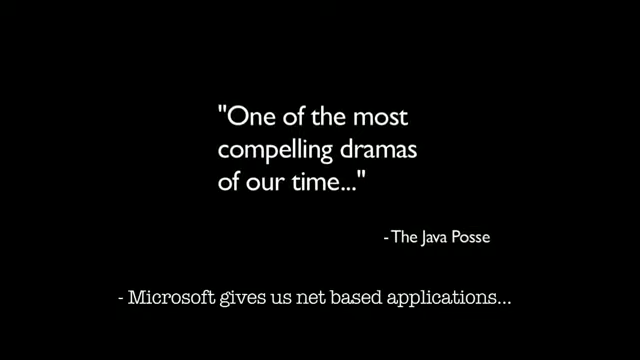 "One of the most
compelling dramas
of our time..."
- The Java Posse
- Microsoft gives us net based applications...